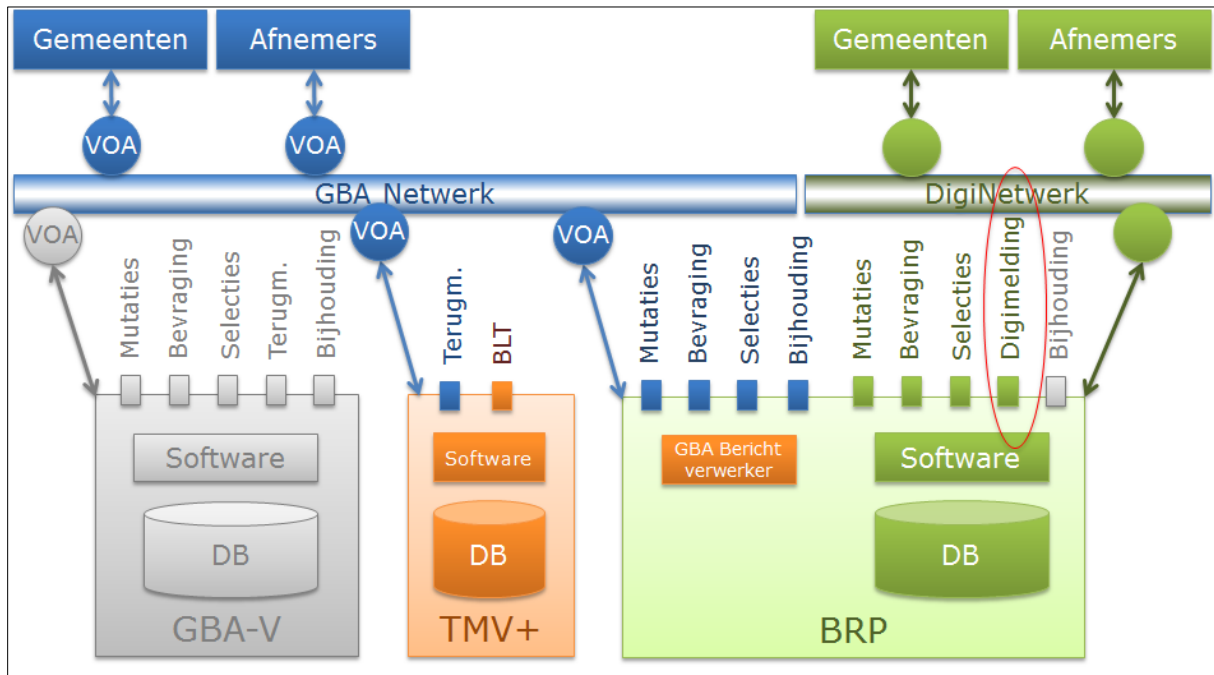 Gemeenten
Afnemers
Gemeenten
Afnemers
VOA
VOA
GBA Netwerk
DigiNetwerk
VOA
VOA
VOA
Mutaties
Bevraging
Selecties
Terugm.
Bijhouding
Terugm.
BLT
Mutaties
Bevraging
Selecties
Bijhouding
Mutaties
Bevraging
Selecties
Digimelding
Bijhouding
Software
Software
GBA Bericht
verwerker
Software
DB
DB
DB
GBA-V
TMV+
BRP